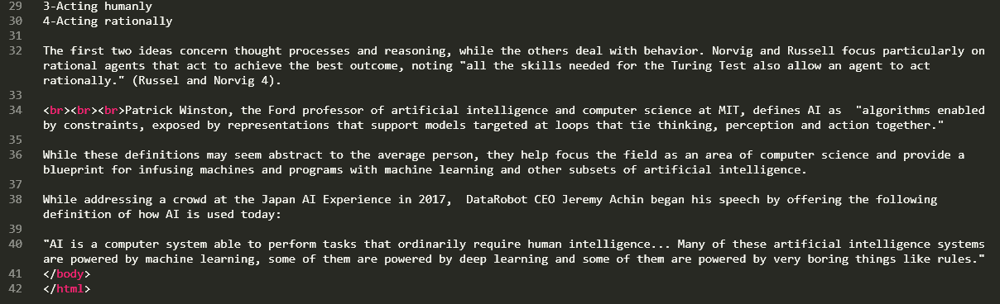 29 3-Acting humanly
30 4-Acting rationally
31
32 The first two ideas concern thought processes and reasoning, while the others deal with behavior. Norvig and Russell focus particularly on
rational agents that act to achieve the best outcome, noting "all the skills needed for the Turing Test also allow an agent to act
rationally." (Russel and Norvig 4).
33
34 <br><br><br>Patrick Winston, the Ford professor of artificial intelligence and computer science at MIT, defines AI as  "algorithms enabled
by constraints, exposed by representations that support models targeted at loops that tie thinking, perception and action together."
35
36 While these definitions may seem abstract to the average person, they help focus the field as an area of computer science and provide a
blueprint for infusing machines and programs with machine learning and other subsets of artificial intelligence.
37
38 While addressing a crowd at the Japan AI Experience in 2017,  DataRobot CEO Jeremy Achin began his speech by offering the following
definition of how AI is used today:
39
40 "AI is a computer system able to perform tasks that ordinarily require human intelligence... Many of these artificial intelligence systems
are powered by machine learning, some of them are powered by deep learning and some of them are powered by very boring things like rules."
41 </body>
42 </html>